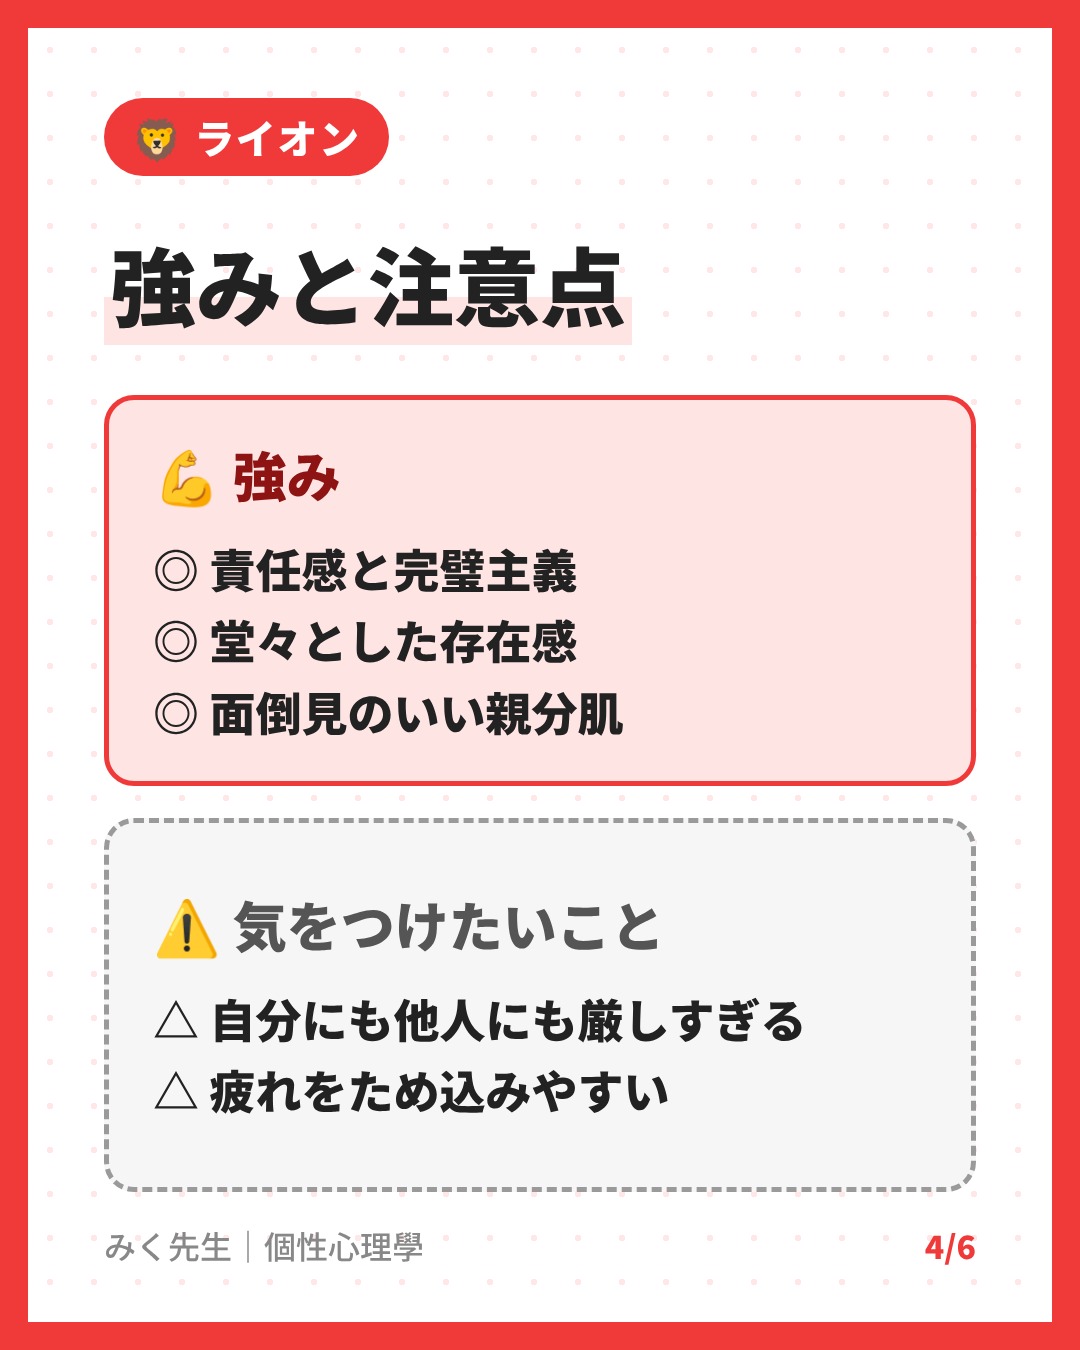 🦁 ライオン
強みと注意点
💪 強み
◎ 責任感と完璧主義
◎ 堂々とした存在感
◎ 面倒見のいい親分肌
⚠️ 気をつけたいこと
△ 自分にも他人にも厳しすぎる
△ 疲れをため込みやすい
みく先生｜個性心理學
4/6